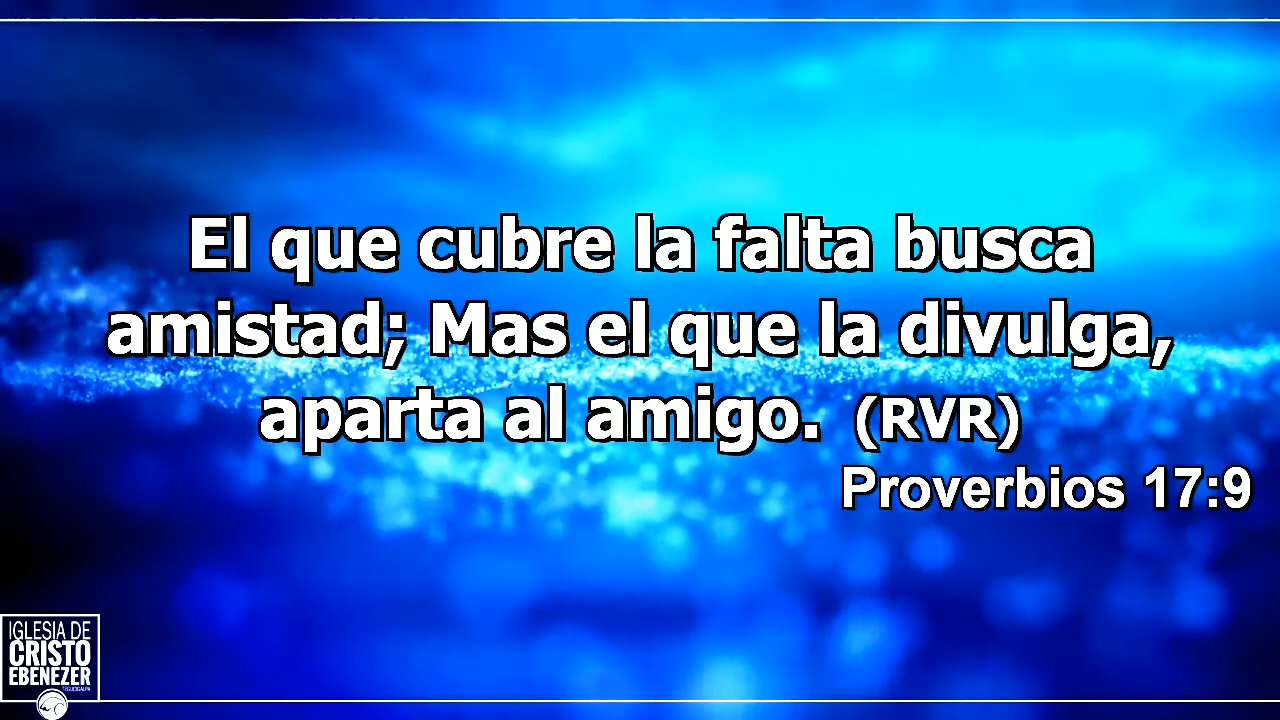 El que cubre la falta busca
amistad; Mas el que la divulga,
aparta al amigo. (RVR)
Proverbios 17:9
IGLESIA DE
CRISTO
EBENEZER
TEGUCIGALPA